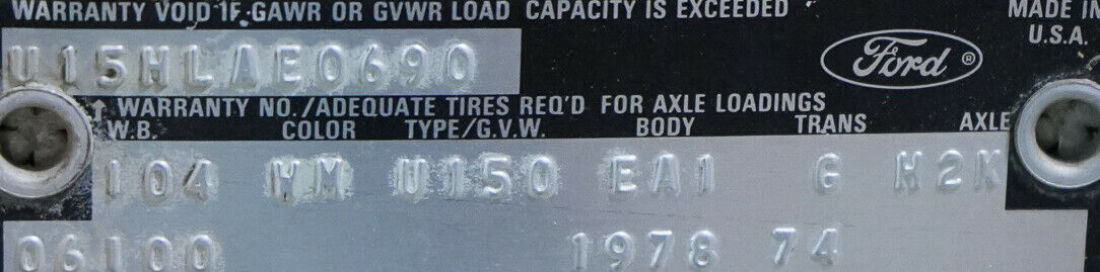 WARRANTY VOID IF GAWR OR GVWR LOAD CAPACITY IS EXCEEDED
MADE IN
U.S.A.
U15HLAE0690
Ford ®
↑ WARRANTY NO./ADEQUATE TIRES REQ'D FOR AXLE LOADINGS
W.B. COLOR TYPE/G.V.W. BODY TRANS AXLE
104 WM U150 EA1 G H2K
06100 1978 74